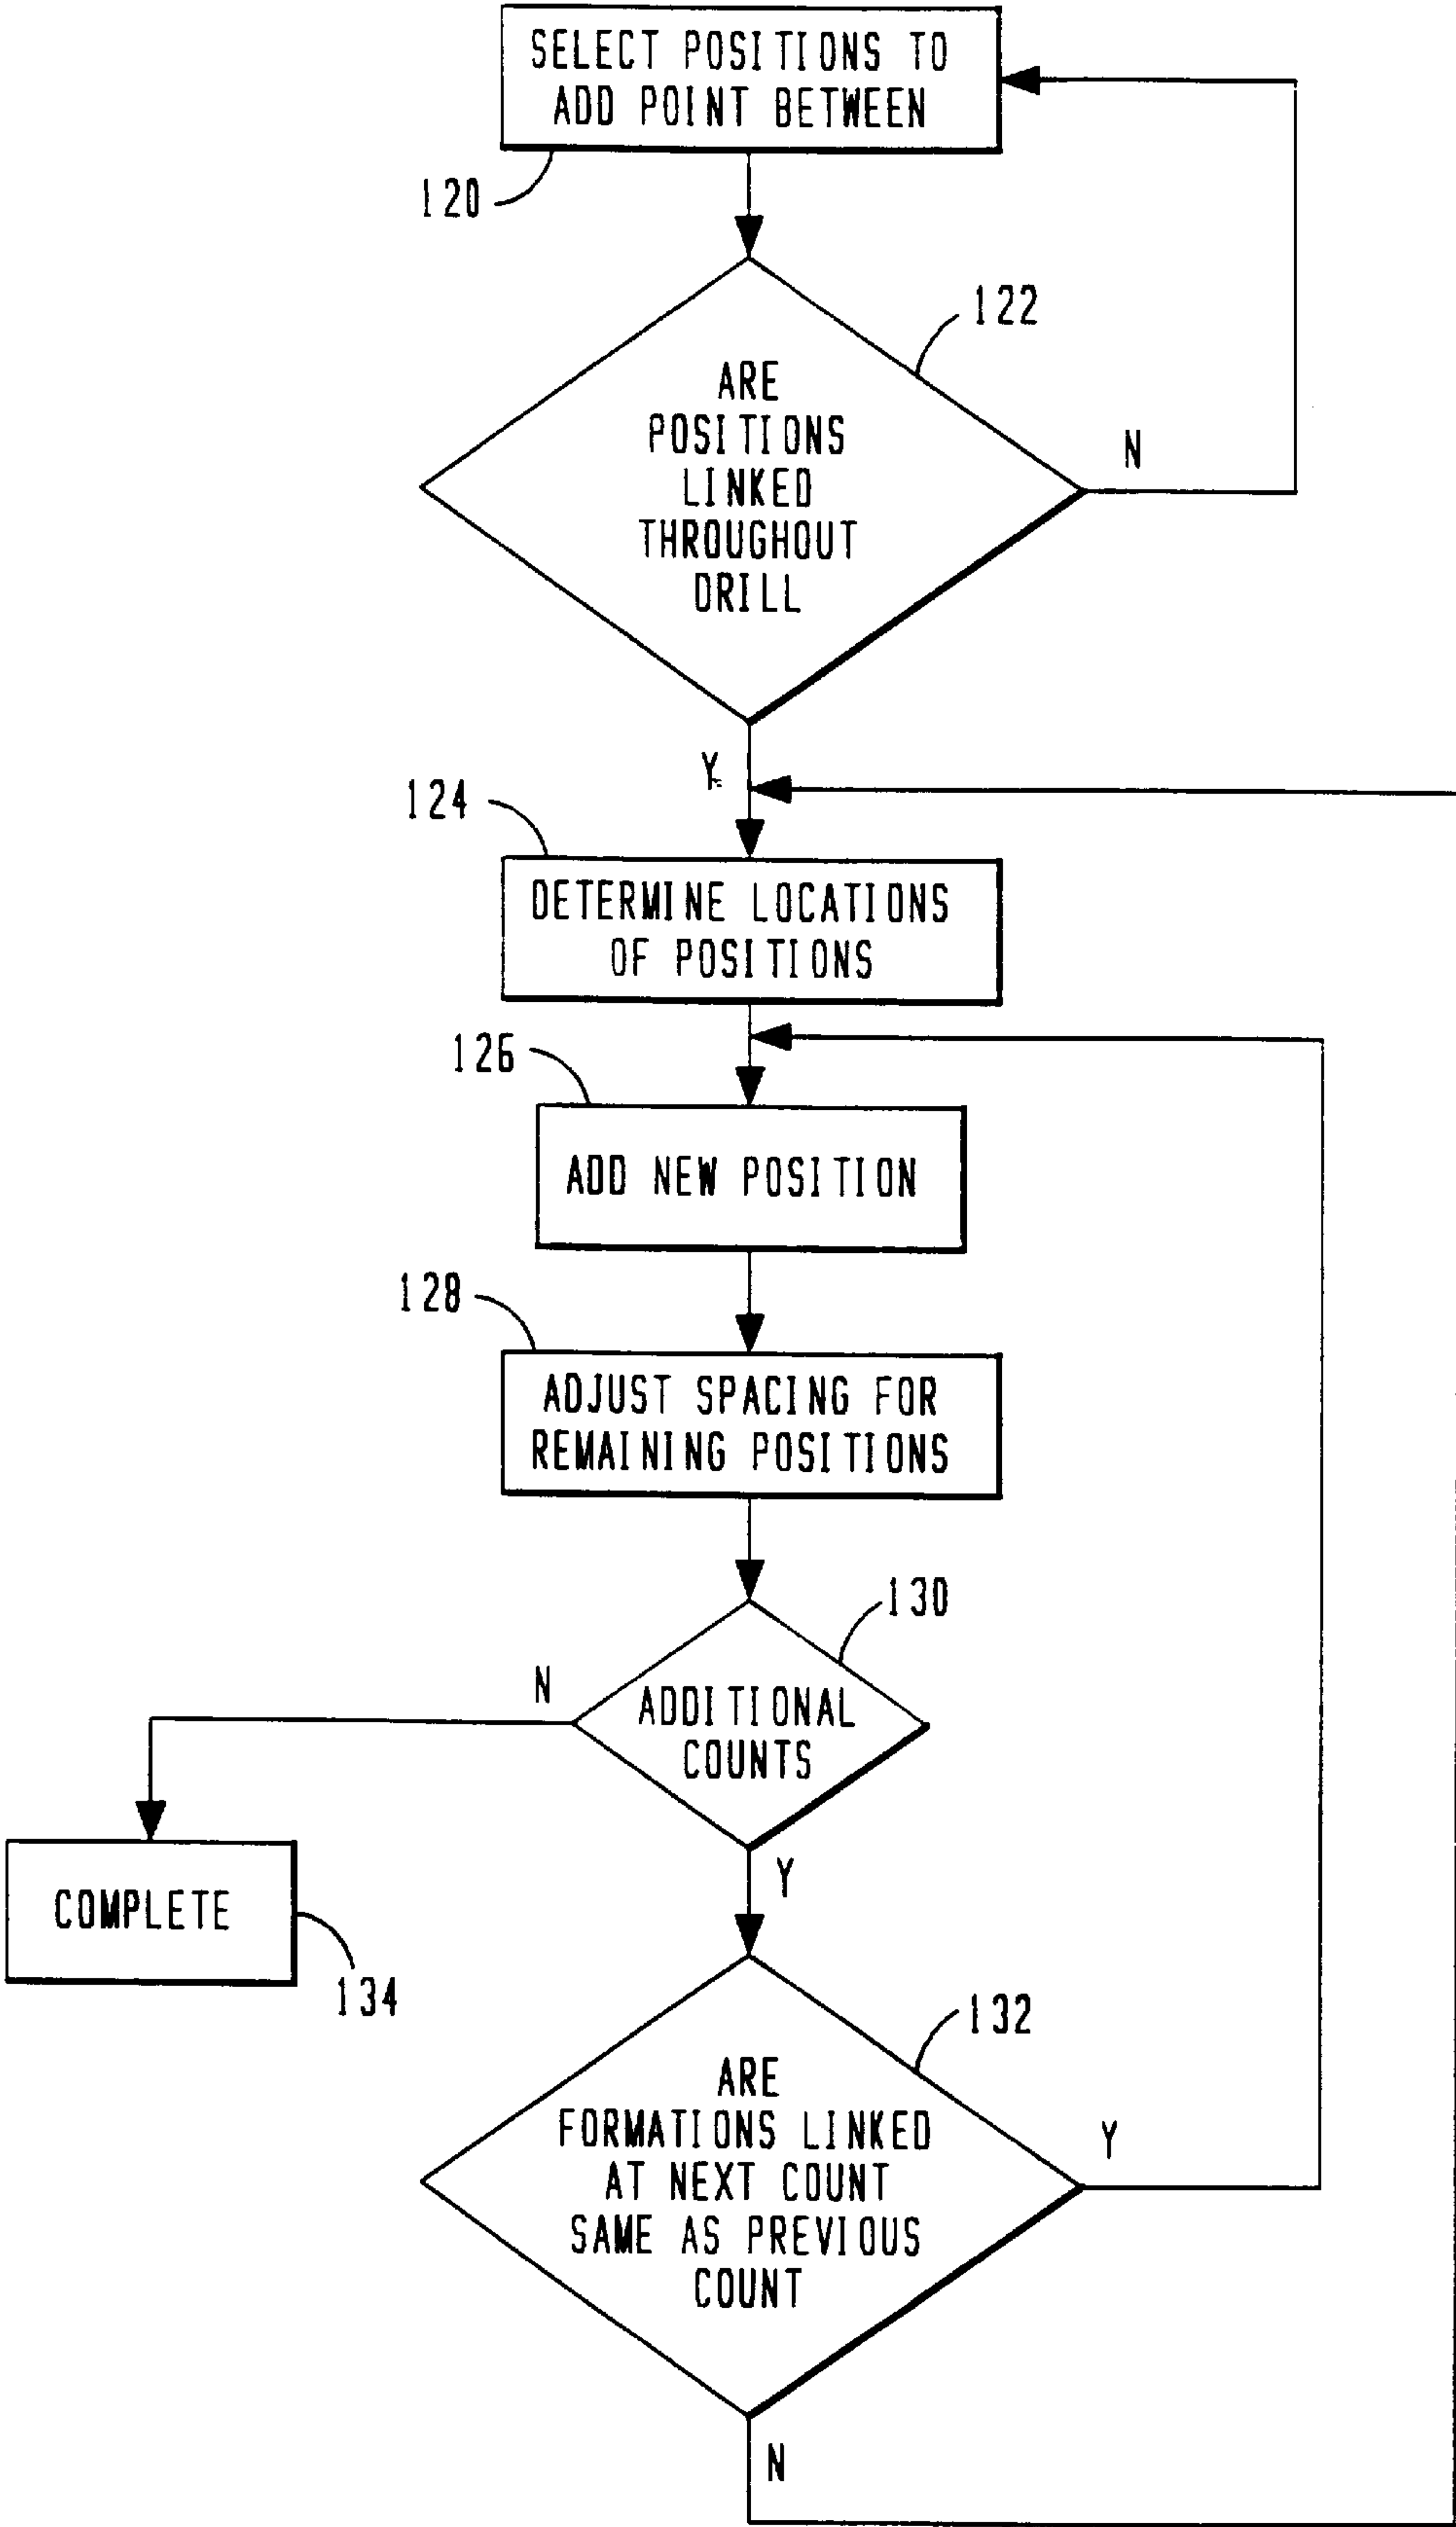 SELECT POSITIONS TO
ADD POINT BETWEEN
120
122
ARE
POSITIONS
LINKED
THROUGHOUT
DRILL
N
Y
124
DETERMINE LOCATIONS
OF POSITIONS
126
ADD NEW POSITION
128
ADJUST SPACING FOR
REMAINING POSITIONS
130
N
ADDITIONAL
COUNTS
Y
COMPLETE
134
132
ARE
FORMATIONS LINKED
AT NEXT COUNT
SAME AS PREVIOUS
COUNT
Y
N